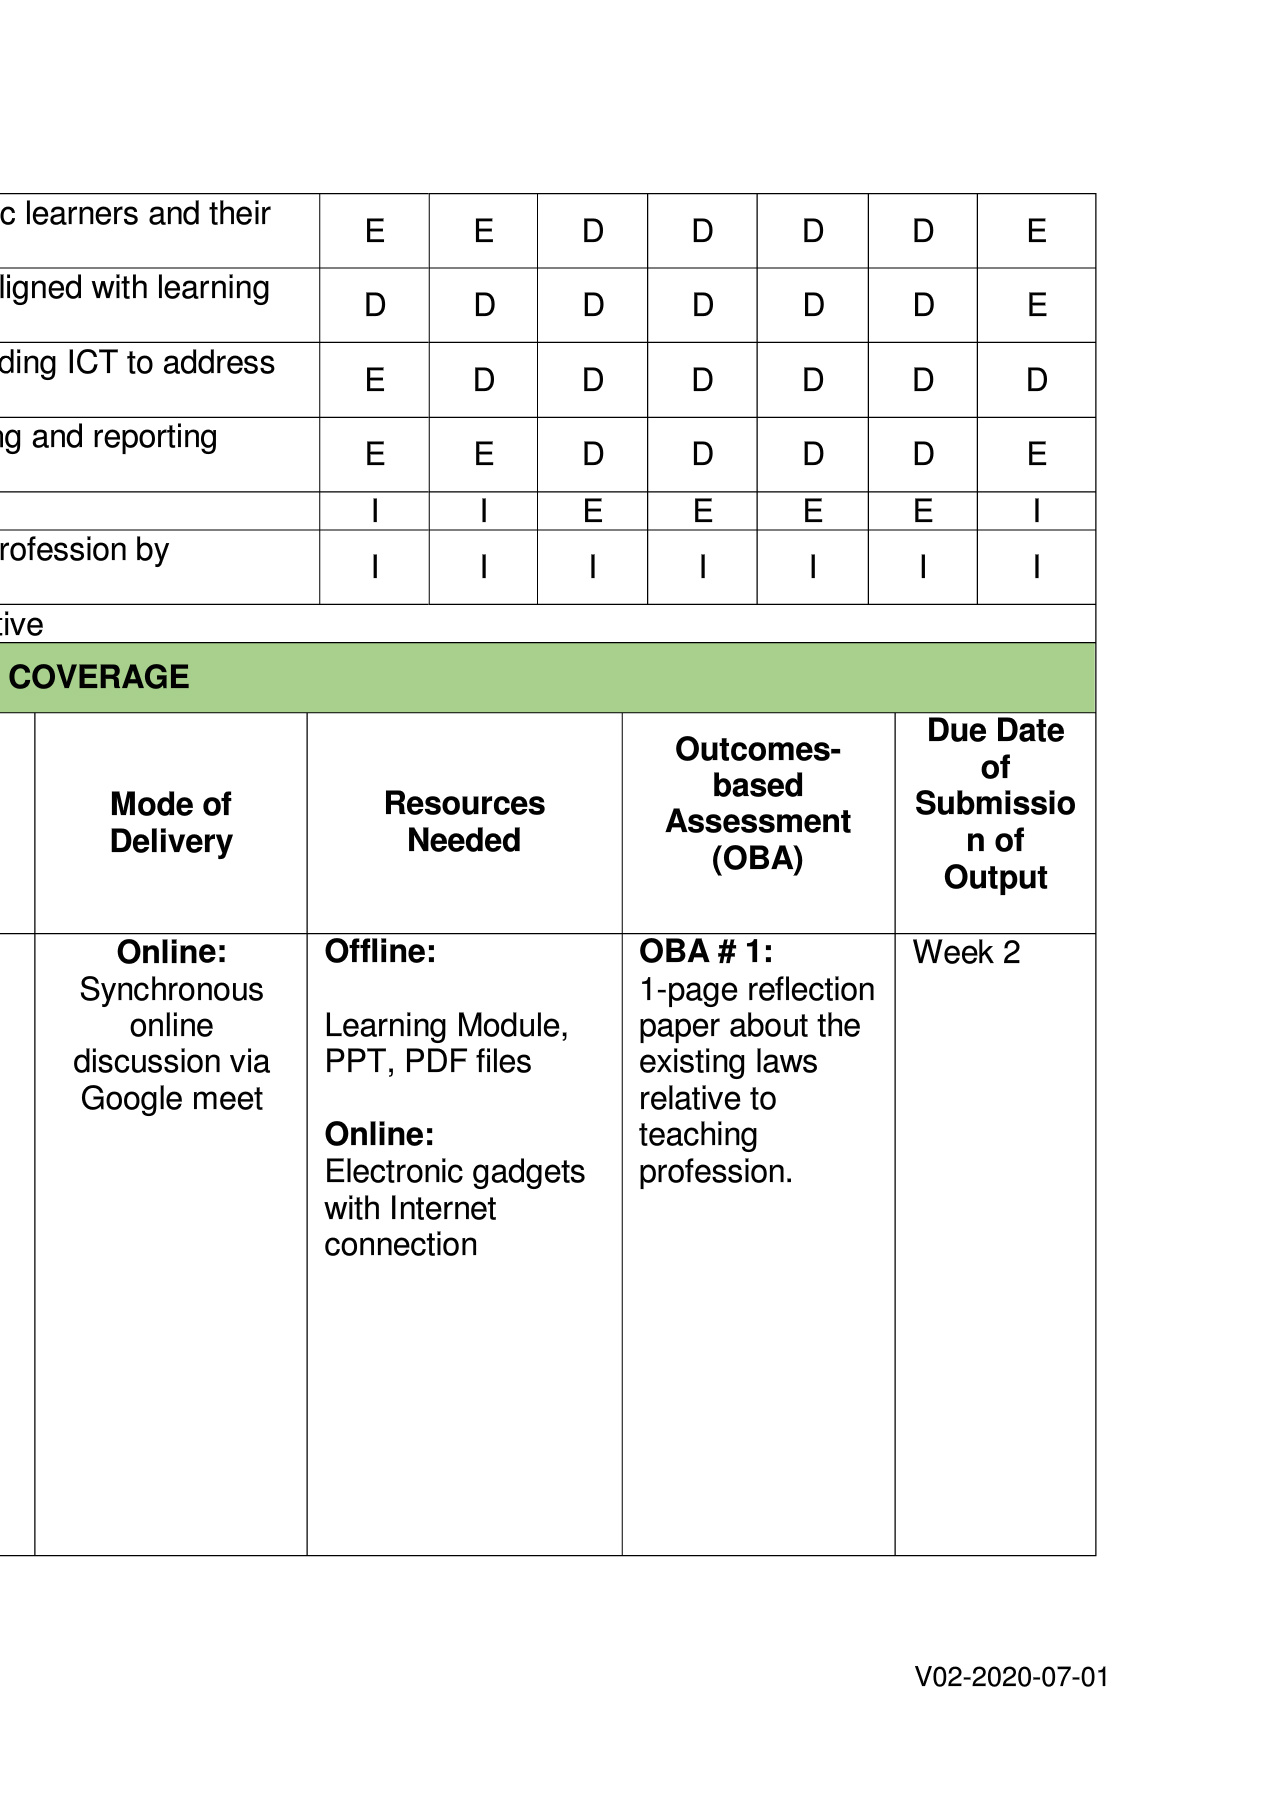 c learners and their
E E D D D D E
ligned with learning
D D D D D D E
ding ICT to address
E D D D D D D
ng and reporting
E E D D D D E
I I E E E E I
rofession by
I I I I I I I
tive
COVERAGE
Mode of
Delivery
Resources
Needed
Outcomes-
based
Assessment
(OBA)
Due Date
of
Submissio
n of
Output
Online:
Synchronous
online
discussion via
Google meet
Offline:
Learning Module,
PPT, PDF files
Online:
Electronic gadgets
with Internet
connection
OBA # 1:
1-page reflection
paper about the
existing laws
relative to
teaching
profession.
Week 2
V02-2020-07-01